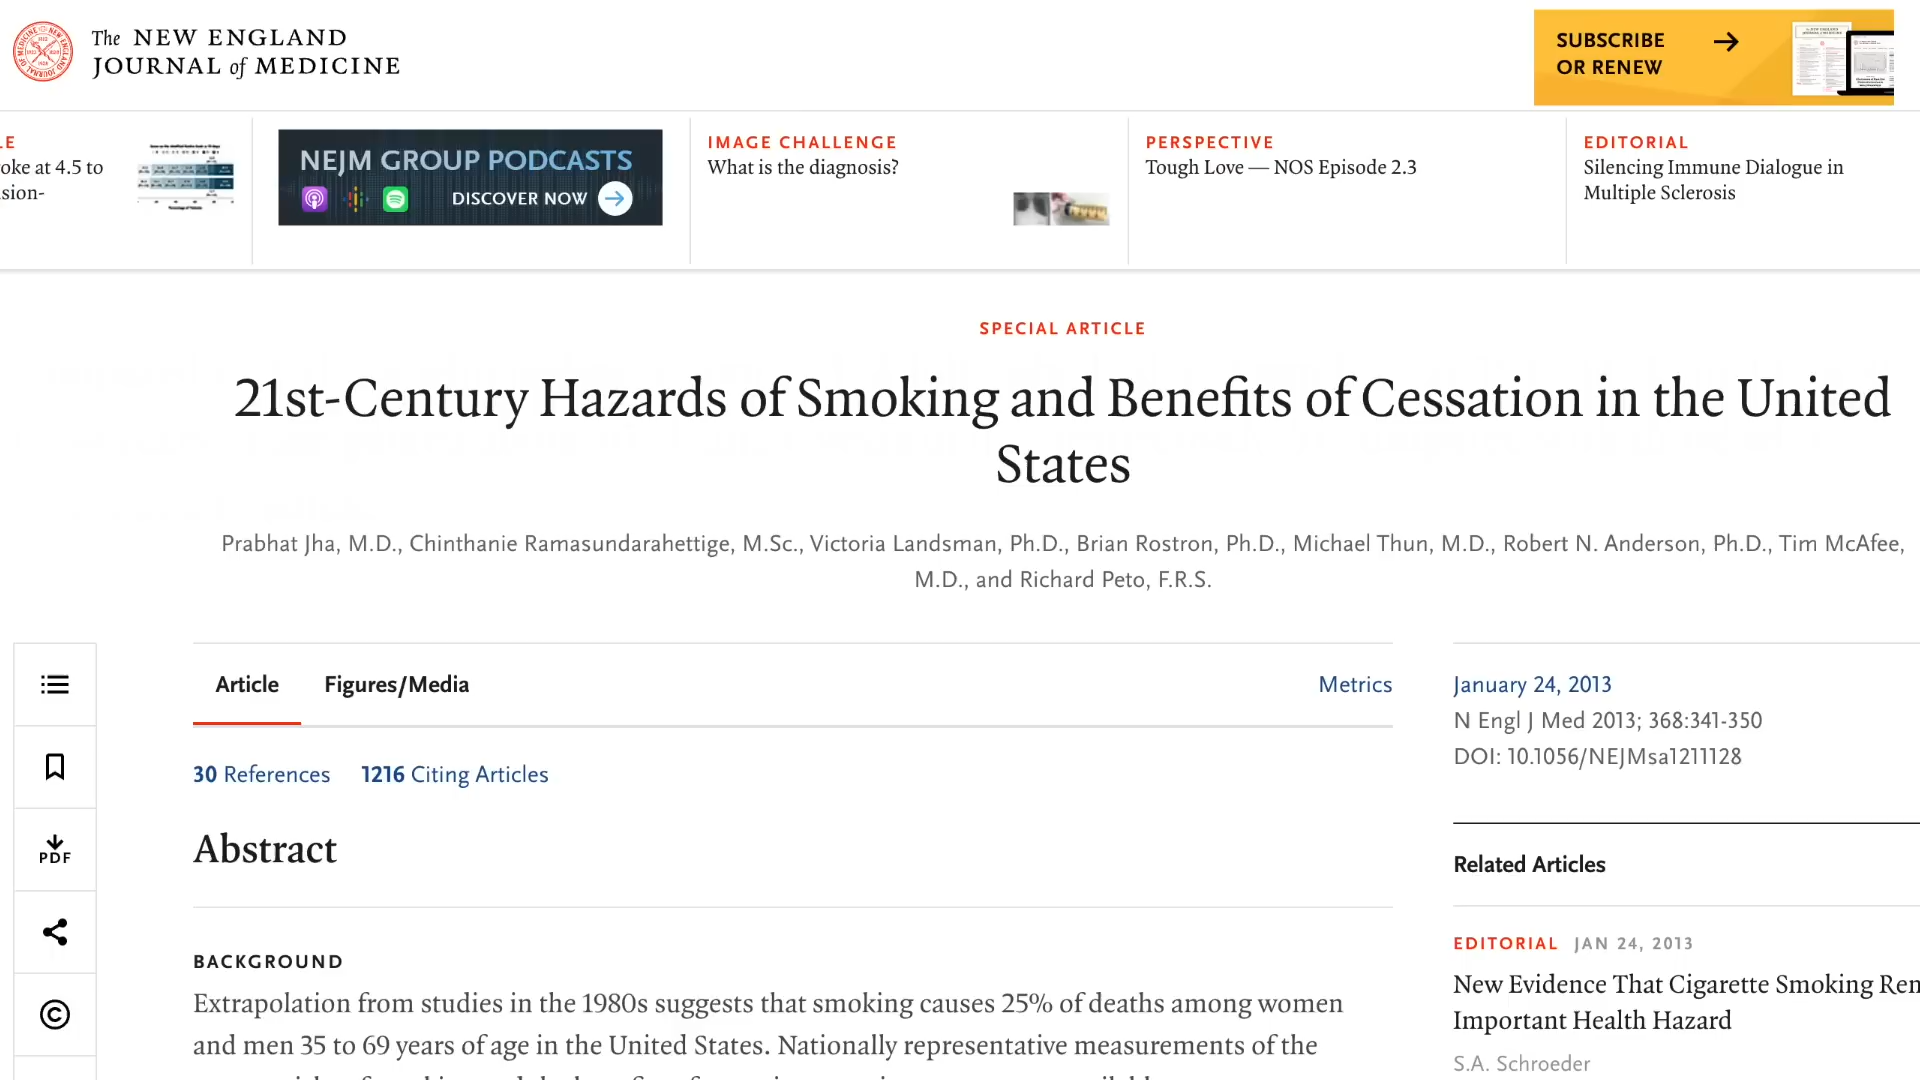 The NEW ENGLAND
JOURNAL of MEDICINE
SUBSCRIBE
OR RENEW
LE
oke at 4.5 to
sion-
NEJM GROUP PODCASTS
DISCOVER NOW
IMAGE CHALLENGE
What is the diagnosis?
PERSPECTIVE
Tough Love — NOS Episode 2.3
EDITORIAL
Silencing Immune Dialogue in
Multiple Sclerosis
SPECIAL ARTICLE
21st-Century Hazards of Smoking and Benefits of Cessation in the United
States
Prabhat Jha, M.D., Chinthanie Ramasundarahettige, M.Sc., Victoria Landsman, Ph.D., Brian Rostron, Ph.D., Michael Thun, M.D., Robert N. Anderson, Ph.D., Tim McAfee,
M.D., and Richard Peto, F.R.S.
Article Figures/Media Metrics
30 References 1216 Citing Articles
Abstract
BACKGROUND
Extrapolation from studies in the 1980s suggests that smoking causes 25% of deaths among women
and men 35 to 69 years of age in the United States. Nationally representative measurements of the
PDF
January 24, 2013
N Engl J Med 2013; 368:341-350
DOI: 10.1056/NEJMsa1211128
Related Articles
EDITORIAL JAN 24, 2013
New Evidence That Cigarette Smoking Ren
Important Health Hazard
S.A. Schroeder